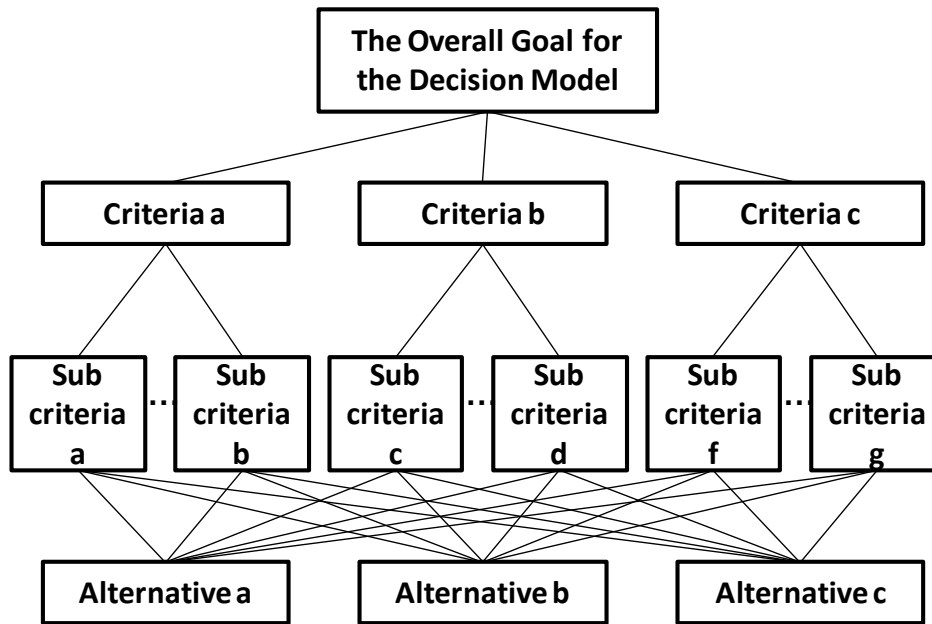 The Overall Goal for
the Decision Model
Criteria a
Criteria b
Criteria c
Sub
criteria
a
...
Sub
criteria
b
Sub
criteria
c
...
Sub
criteria
d
Sub
criteria
f
...
Sub
criteria
g
Alternative a
Alternative b
Alternative c